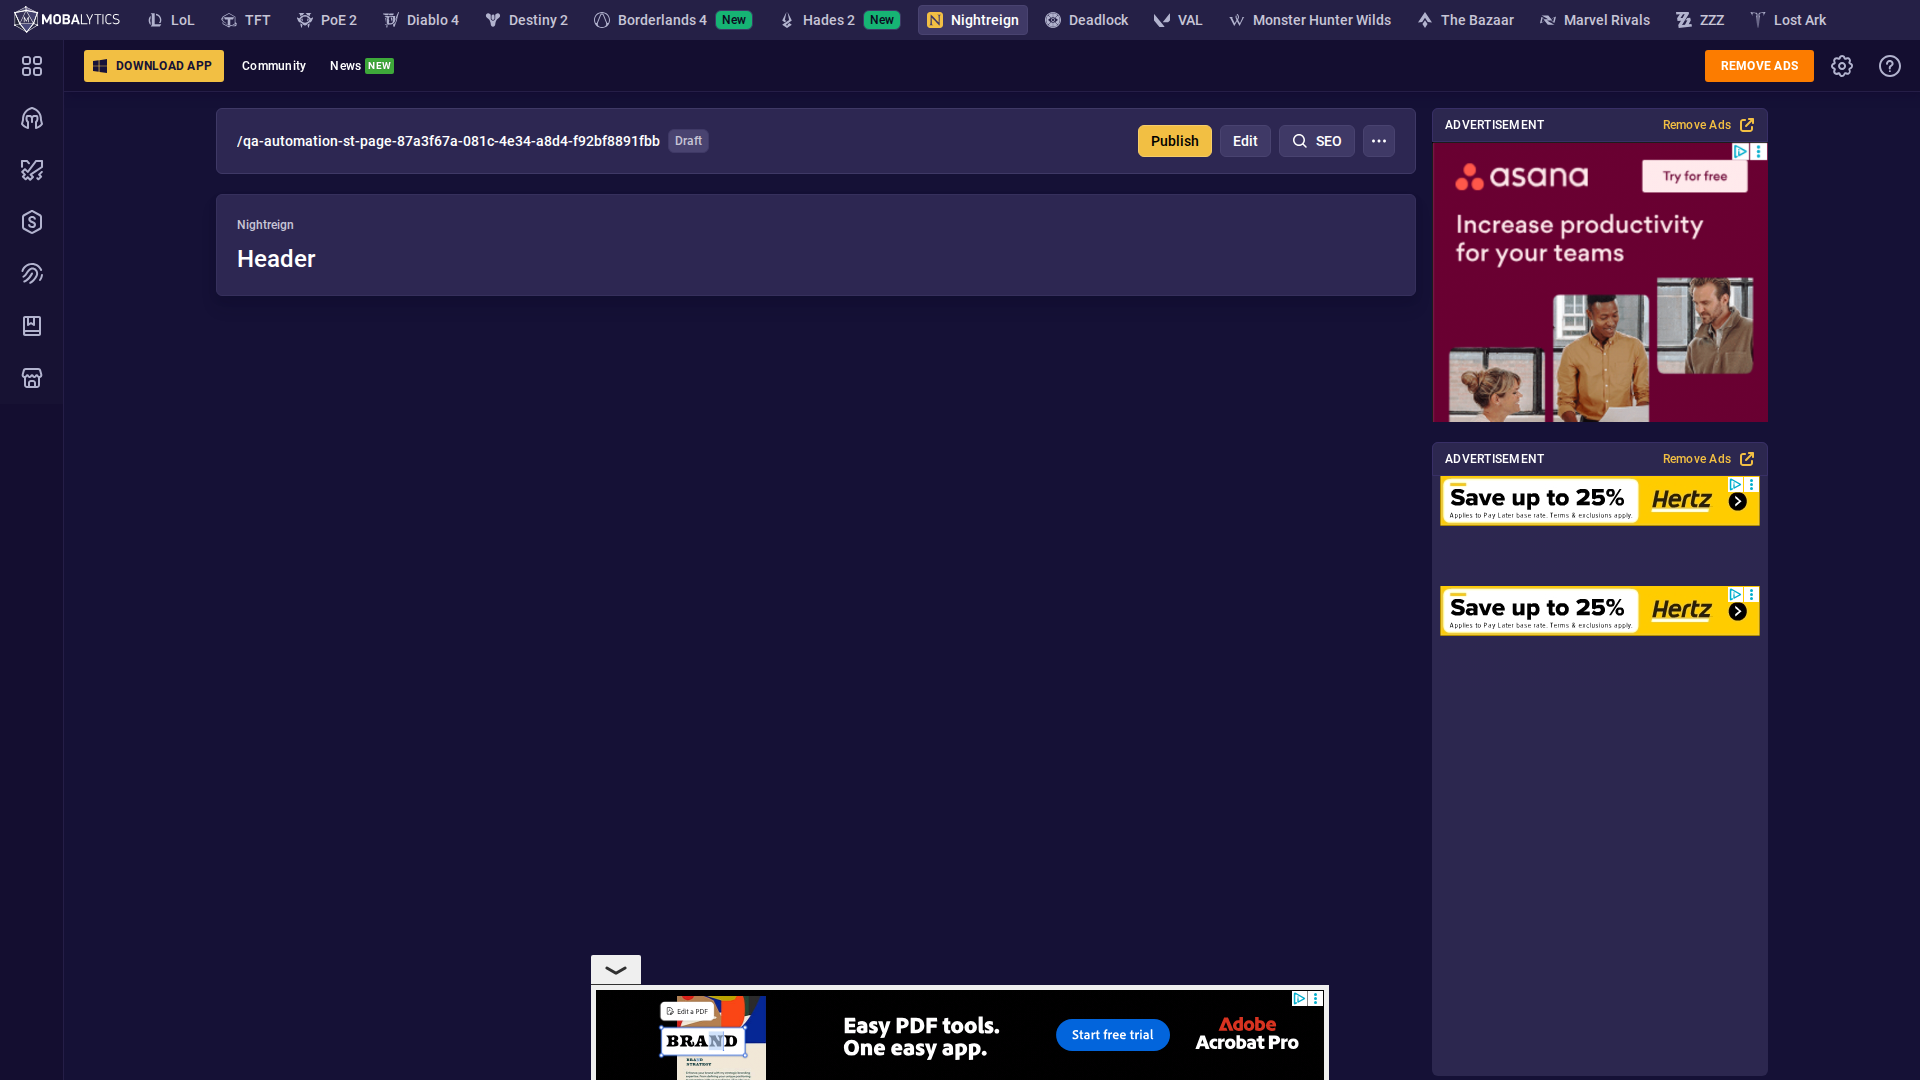 MOBALYTICS
LoL
TFT
PoE 2
Diablo 4
Destiny 2
Borderlands 4 New
Hades 2 New
Nightreign
Deadlock
VAL
Monster Hunter Wilds
The Bazaar
Marvel Rivals
ZZZ
Lost Ark
DOWNLOAD APP
Community
News NEW
REMOVE ADS
/qa-automation-st-page-87a3f67a-081c-4e34-a8d4-f92bf8891fbb Draft
Publish
Edit
SEO
Nightreign
Header
ADVERTISEMENT
Remove Ads
asana
Try for free
Increase productivity
for your teams
ADVERTISEMENT
Remove Ads
Save up to 25%
Applies to Pay Later base rate. Terms & exclusions apply.
Hertz
Save up to 25%
Applies to Pay Later base rate. Terms & exclusions apply.
Hertz
Edit a PDF
BRAND
BRAND
STRATEGY
Easy PDF tools.
One easy app.
Start free trial
Adobe
Acrobat Pro